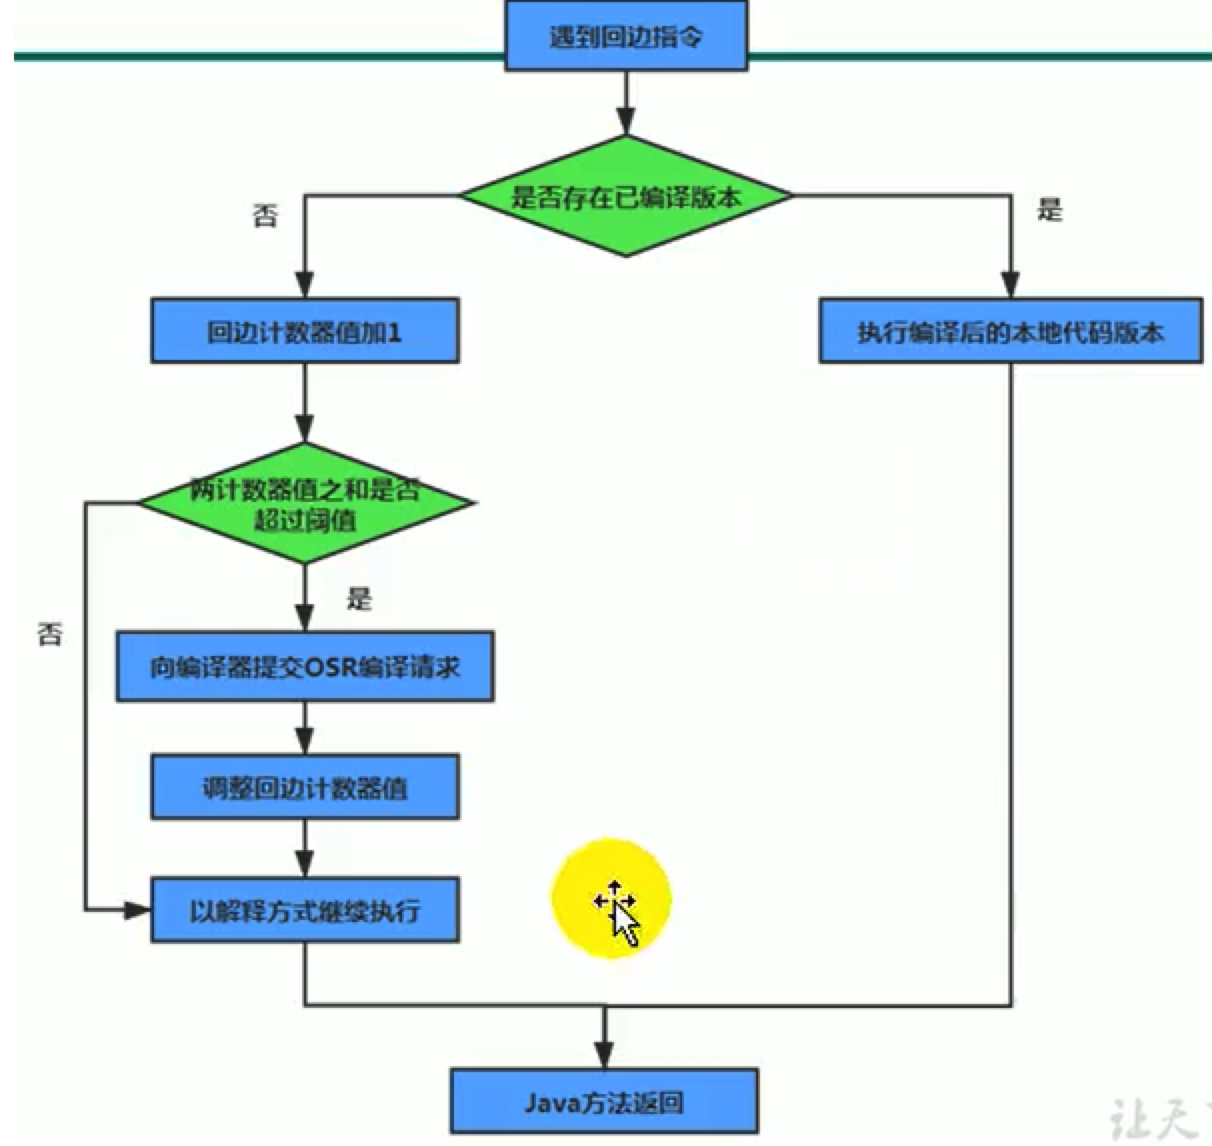 遇到回边指令
是否存在已编译版本
否
是
回边计数器值加1
执行编译后的本地代码版本
两计数器值之和是否
超过阈值
是
否
向编译器提交OSR编译请求
调整回边计数器值
以解释方式继续执行
Java方法返回
让天